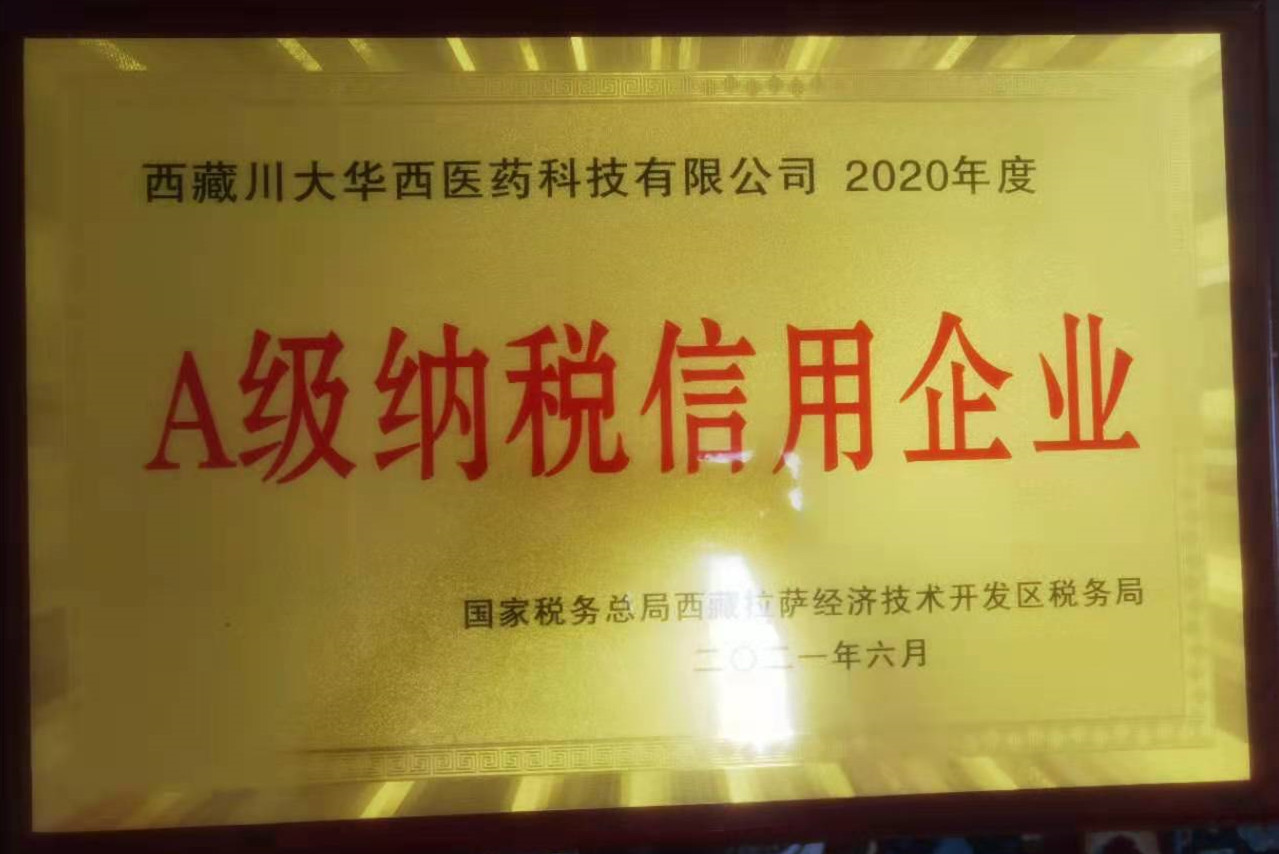 西藏川大华西医药科技有限公司 2020年度
A级纳税信用企业
国家税务总局西藏拉萨经济技术开发区税务局
二〇二一年六月